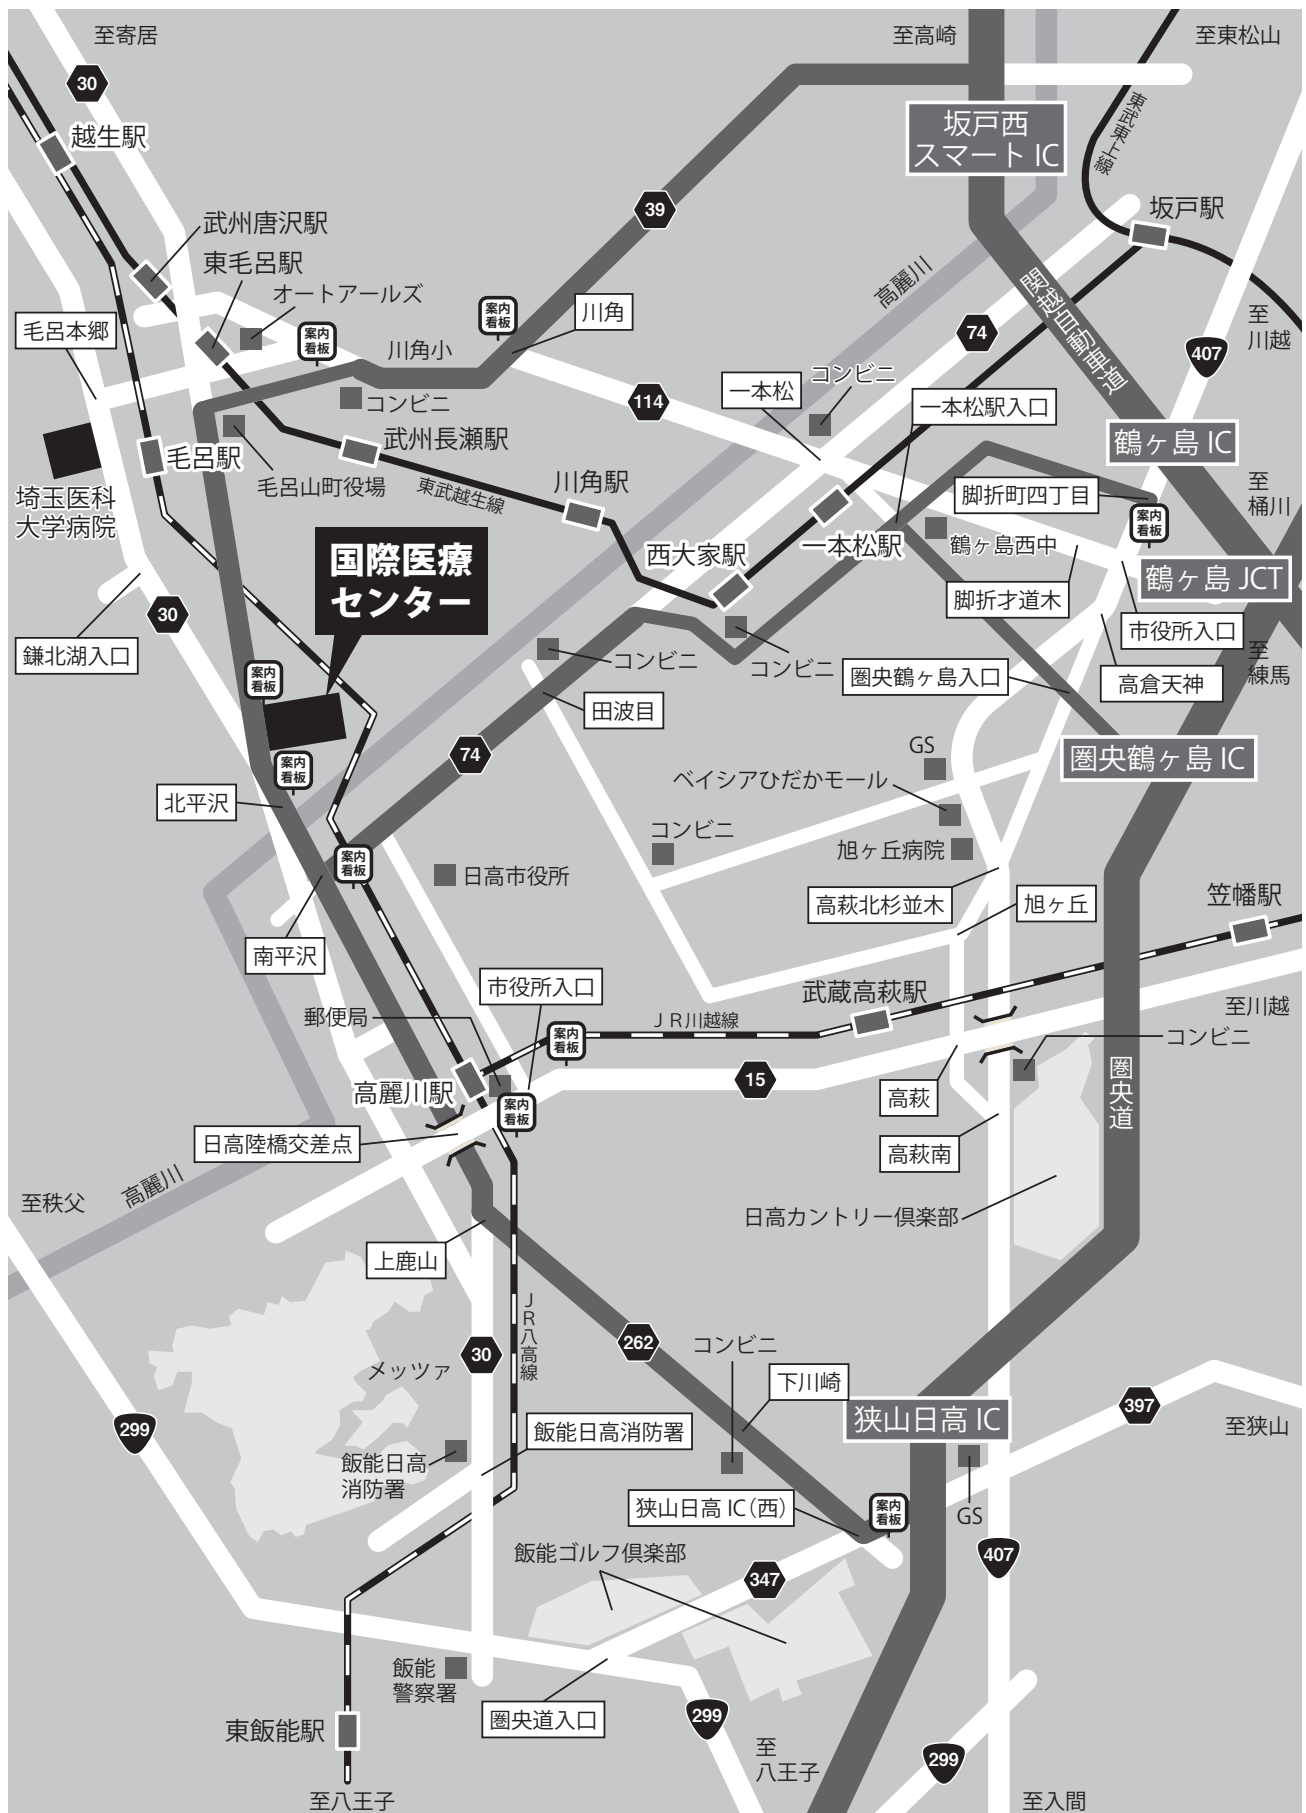 至寄居
至高崎
至東松山
30
越生駅
坂戸西
スマート IC
東武東上線
39
武州唐沢駅
坂戸駅
東毛呂駅
オートアールズ
高麗川
関越自動車道
毛呂本郷
案内
看板
案内
看板
川角
至
川越
74
407
川角小
コンビニ
一本松
コンビニ
114
一本松駅入口
武州長瀬駅
鶴ヶ島 IC
毛呂駅
毛呂山町役場
東武越生線
川角駅
脚折町四丁目
至
桶川
埼玉医科
大学病院
案内
看板
国際医療
センター
西大家駅
一本松駅
鶴ヶ島西中
鶴ヶ島 JCT
脚折才道木
30
市役所入口
鎌北湖入口
コンビニ
コンビニ
至
練馬
案内
看板
圏央鶴ヶ島入口
高倉天神
田波目
74
GS
圏央鶴ヶ島 IC
案内
看板
ベイシアひだかモール
北平沢
コンビニ
旭ヶ丘病院
案内
看板
日高市役所
高萩北杉並木
旭ヶ丘
笠幡駅
南平沢
市役所入口
武蔵高萩駅
至川越
郵便局
案内
看板
JR川越線
コンビニ
圏央道
高麗川駅
15
案内
看板
高萩
日高陸橋交差点
高萩南
至秩父
高麗川
日高カントリー倶楽部
上鹿山
JR八高線
262
コンビニ
メッツァ
30
下川崎
397
狭山日高 IC
299
飯能日高消防署
至狭山
飯能日高
消防署
狭山日高 IC(西)
案内
看板
GS
飯能ゴルフ倶楽部
407
347
飯能
警察署
圏央道入口
299
東飯能駅
至
八王子
299
至八王子
至入間